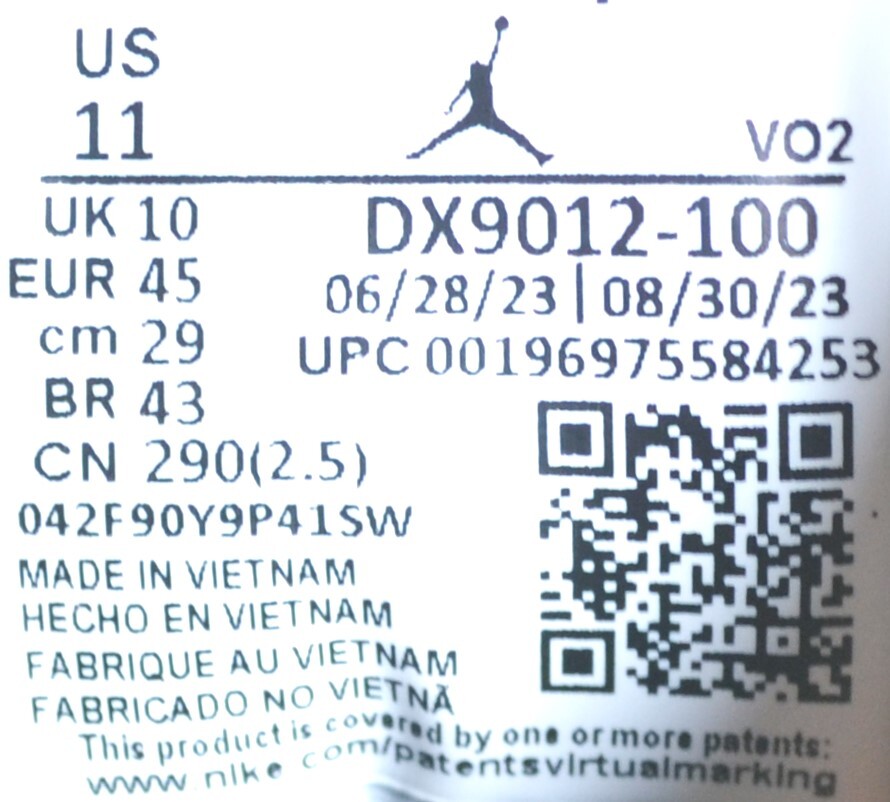 US
11
VO2
UK 10
DX9012-100
EUR 45
06/28/23 | 08/30/23
cm 29
UPC 00196975584253
BR 43
CN 290(2.5)
042F90Y9P41SW
MADE IN VIETNAM
HECHO EN VIETNAM
FABRIQUE AU VIETNAM
FABRICADO NO VIETNÃ
This product is covered by one or more patents:
www.nike.com/patentsvirtualmarking